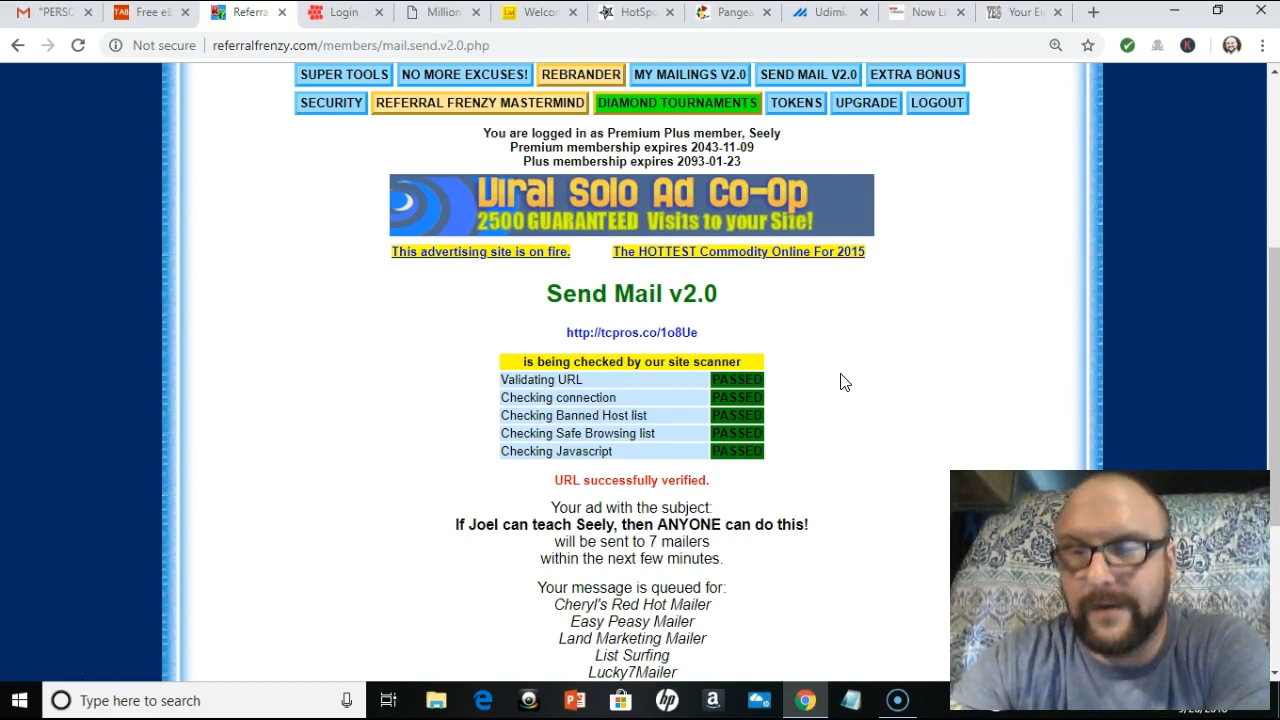 "PERSC
Free eE
Referra
Login
Million
Welcon
HotSpo
Pangea
Udimi.
Now Li
Your E
Not secure
referralfrenzy.com/members/mail.send.v2.0.php
SUPER TOOLS NO MORE EXCUSES! REBRANDER MY MAILINGS V2.0 SEND MAIL V2.0 EXTRA BONUS
SECURITY REFERRAL FRENZY MASTERMIND DIAMOND TOURNAMENTS TOKENS UPGRADE LOGOUT
You are logged in as Premium Plus member, Seely
Premium membership expires 2043-11-09
Plus membership expires 2093-01-23
Viral Solo Ad Co-Op
2500 GUARANTEED Visits to your Site!
This advertising site is on fire. The HOTTEST Commodity Online For 2015
Send Mail v2.0
http://tcpros.co/1o8Ue
is being checked by our site scanner
Validating URL PASSED
Checking connection PASSED
Checking Banned Host list PASSED
Checking Safe Browsing list PASSED
Checking Javascript PASSED
URL successfully verified.
Your ad with the subject:
If Joel can teach Seely, then ANYONE can do this!
will be sent to 7 mailers
within the next few minutes.
Your message is queued for:
Cheryl's Red Hot Mailer
Easy Peasy Mailer
Land Marketing Mailer
List Surfing
Lucky7Mailer
Type here to search